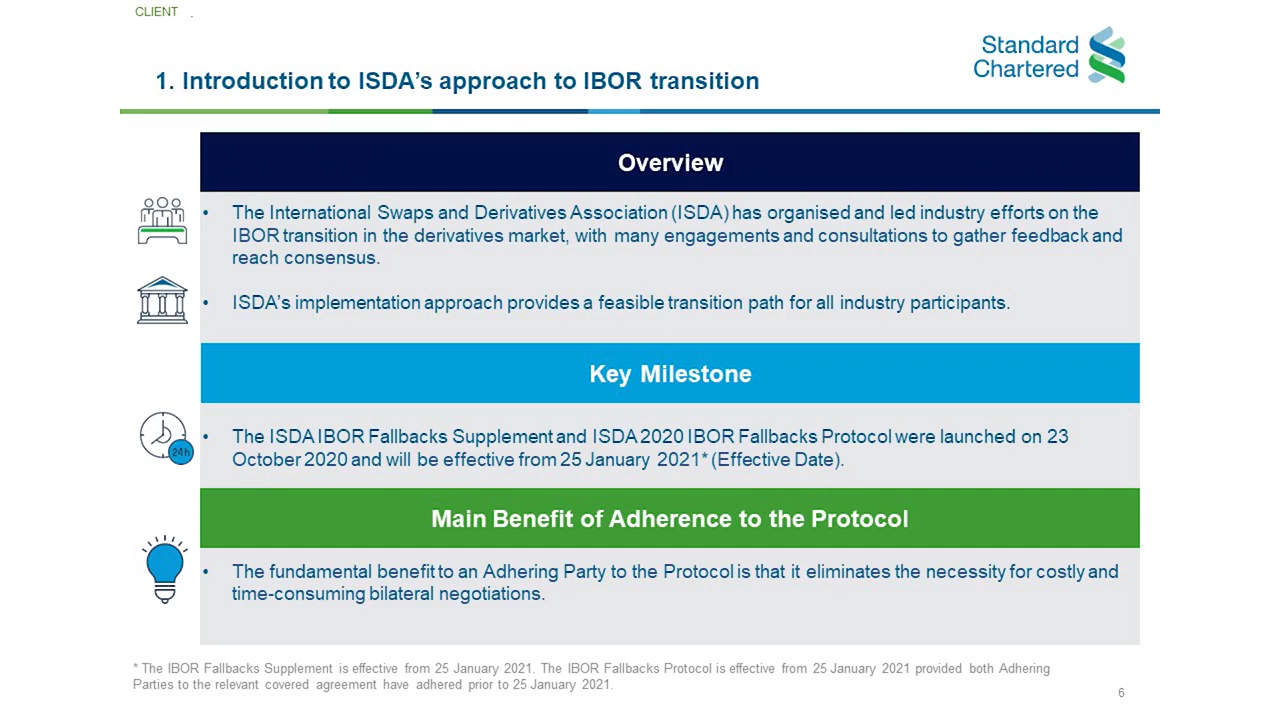 CLIENT .
Standard
Chartered
1. Introduction to ISDA's approach to IBOR transition
Overview
• The International Swaps and Derivatives Association (ISDA) has organised and led industry efforts on the
IBOR transition in the derivatives market, with many engagements and consultations to gather feedback and
reach consensus.
• ISDA's implementation approach provides a feasible transition path for all industry participants.
Key Milestone
24h
• The ISDA IBOR Fallbacks Supplement and ISDA 2020 IBOR Fallbacks Protocol were launched on 23
October 2020 and will be effective from 25 January 2021* (Effective Date).
Main Benefit of Adherence to the Protocol
• The fundamental benefit to an Adhering Party to the Protocol is that it eliminates the necessity for costly and
time-consuming bilateral negotiations.
* The IBOR Fallbacks Supplement is effective from 25 January 2021. The IBOR Fallbacks Protocol is effective from 25 January 2021 provided both Adhering
Parties to the relevant covered agreement have adhered prior to 25 January 2021.
6